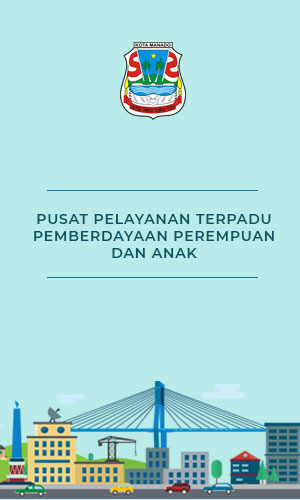 KOTA MANADO
PUSAT PELAYANAN TERPADU
PEMBERDAYAAN PEREMPUAN
DAN ANAK